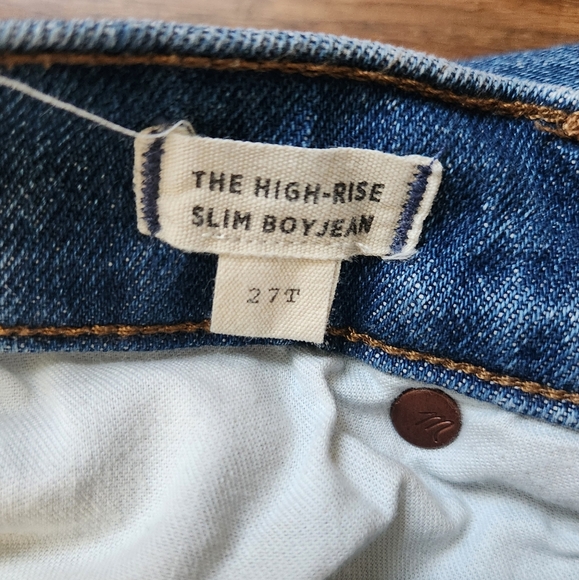 THE HIGH-RISE
SLIM BOYJEAN
27T
m